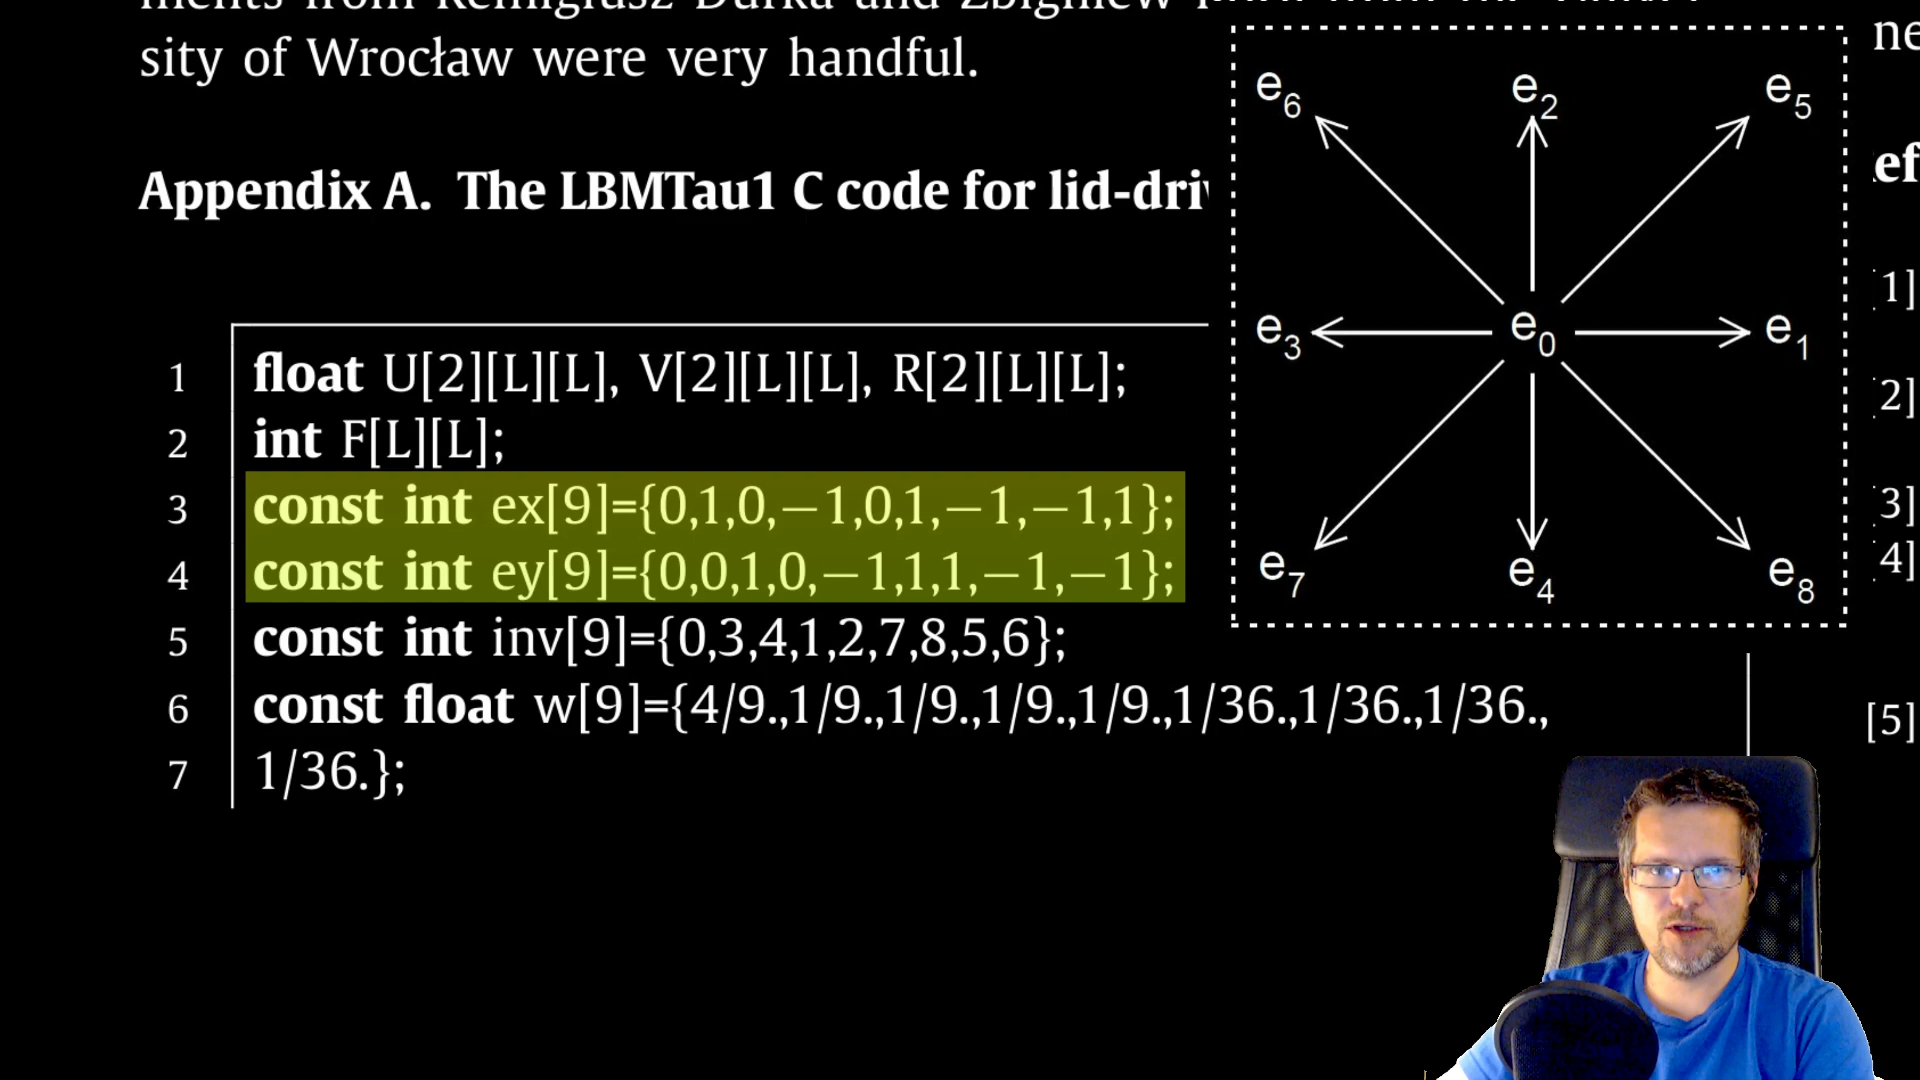 sity of Wrocław were very handful.
Appendix A. The LBMTau1 C code for
1 float U[2][L][L], V[2][L][L], R[2][L][L];
2 int F[L][L];
3 const int ex[9]={0,1,0,−1,0,1,−1,−1,1};
4 const int ey[9]={0,0,1,0,−1,1,1,−1,−1};
5 const int inv[9]={0,3,4,1,2,7,8,5,6};
6 const float w[9]={4/9.,1/9.,1/9.,1/9.,1/9.,1/36.,1/36.,1/36.,
7 1/36.};
e6 e2 e5
e3 e0 e1
e7 e4 e8
1]
2]
3]
4]
[5]